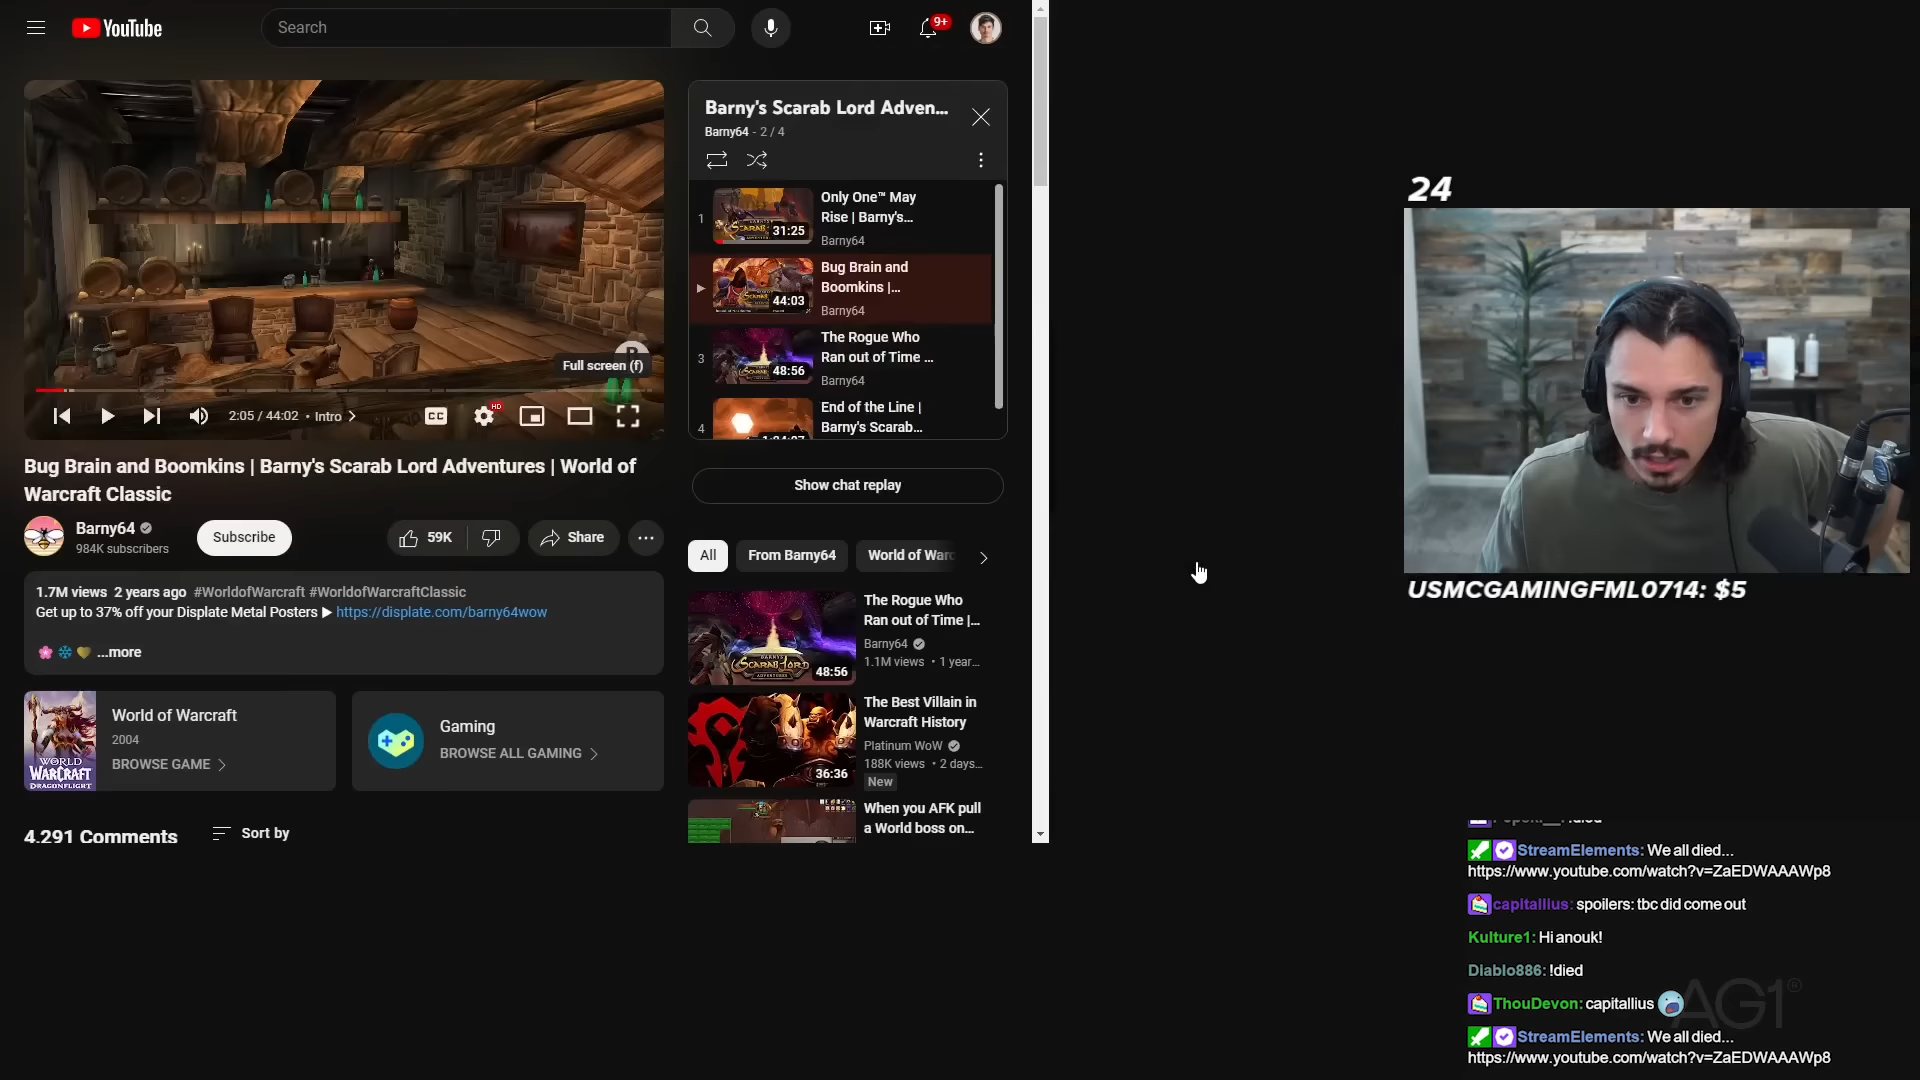 YouTube
Search
9+
Full screen (f)
2:05 / 44:02 • Intro
CC
HD
Bug Brain and Boomkins | Barny's Scarab Lord Adventures | World of
Warcraft Classic
Barny64
984K subscribers
Subscribe
59K
Share
1.7M views 2 years ago #WorldofWarcraft #WorldofWarcraftClassic
Get up to 37% off your Displate Metal Posters ▶ https://displate.com/barny64wow
...more
World of Warcraft
2004
BROWSE GAME
WORLD
WARCRAFT
DRAGONFLIGHT
Gaming
BROWSE ALL GAMING
4,291 Comments
Sort by
Barny's Scarab Lord Adven...
Barny64 - 2 / 4
1
31:25
Only One™ May
Rise | Barny's...
Barny64
44:03
Bug Brain and
Boomkins |...
Barny64
3
48:56
The Rogue Who
Ran out of Time ...
Barny64
4
End of the Line |
Barny's Scarab...
Show chat replay
All
From Barny64
World of Warc
SCARAB LORD
48:56
The Rogue Who
Ran out of Time |...
Barny64
1.1M views • 1 year...
36:36
The Best Villain in
Warcraft History
Platinum WoW
188K views • 2 days...
New
When you AFK pull
a World boss on...
24
USMCGAMINGFML0714: $5
StreamElements: We all died...
https://www.youtube.com/watch?v=ZaEDWAAAWp8
capitallius: spoilers: tbc did come out
Kulture1: Hi anouk!
Diablo886: !died
ThouDevon: capitallius
AG1
StreamElements: We all died...
https://www.youtube.com/watch?v=ZaEDWAAAWp8